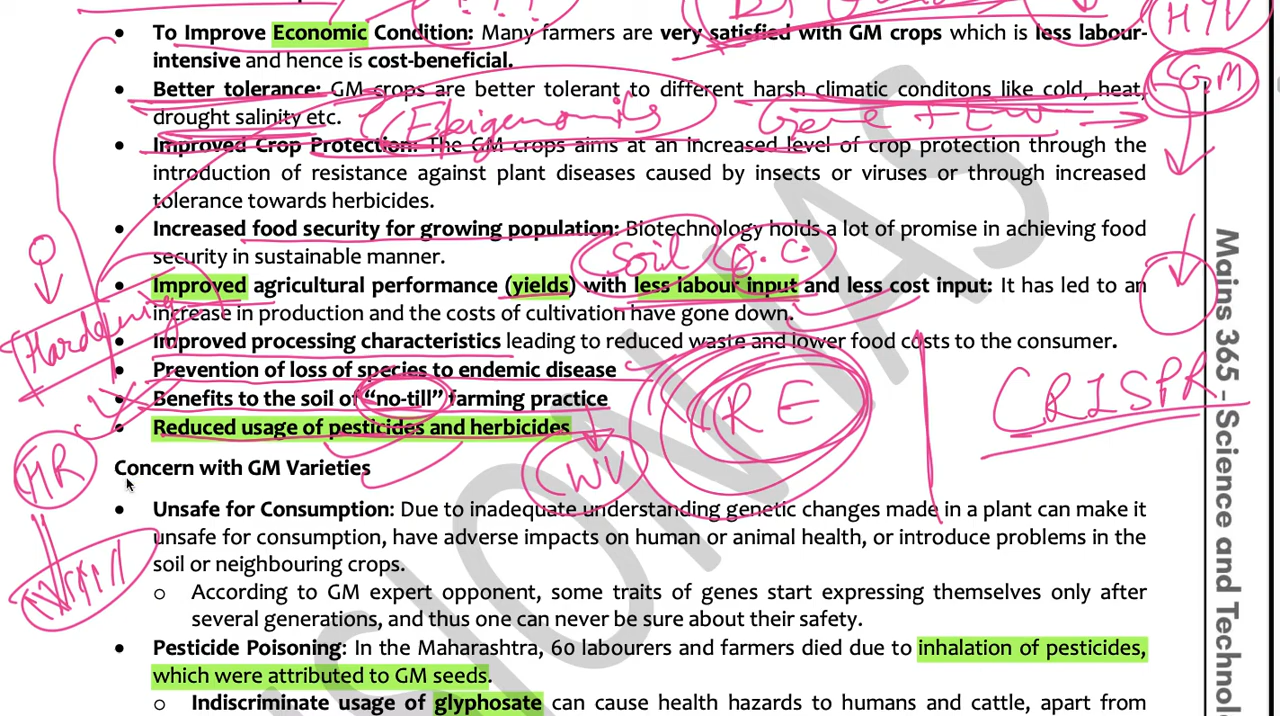 HYV
• To Improve Economic Condition: Many farmers are very satisfied with GM crops which is less labour-
intensive and hence is cost-beneficial.
GM
• Better tolerance: GM crops are better tolerant to different harsh climatic conditons like cold, heat,
drought salinity etc.
(Epigenomics) Gene + Env →
• Improved Crop Protection: The GM crops aims at an increased level of crop protection through the
introduction of resistance against plant diseases caused by insects or viruses or through increased
tolerance towards herbicides.
• Increased food security for growing population: Biotechnology holds a lot of promise in achieving food
security in sustainable manner.
Soil O.C.
• Improved agricultural performance (yields) with less labour input and less cost input: It has led to an
increase in production and the costs of cultivation have gone down.
Hardening
• Improved processing characteristics leading to reduced waste and lower food costs to the consumer.
• Prevention of loss of species to endemic disease
• Benefits to the soil of “no-till” farming practice
RE
CRISPR
• Reduced usage of pesticides and herbicides
HR
WV
Concern with GM Varieties
• Unsafe for Consumption: Due to inadequate understanding genetic changes made in a plant can make it
unsafe for consumption, have adverse impacts on human or animal health, or introduce problems in the
soil or neighbouring crops.
o According to GM expert opponent, some traits of genes start expressing themselves only after
several generations, and thus one can never be sure about their safety.
• Pesticide Poisoning: In the Maharashtra, 60 labourers and farmers died due to inhalation of pesticides,
which were attributed to GM seeds.
o Indiscriminate usage of glyphosate can cause health hazards to humans and cattle, apart from
Mains 365 - Science and Technol
ISION IAS